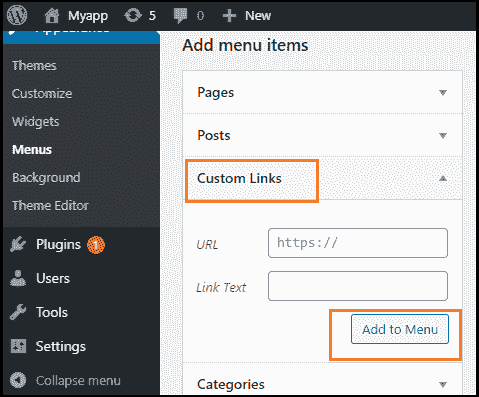 Myapp 5 0 + New
Appearance
Themes
Customize
Widgets
Menus
Background
Theme Editor
Plugins 1
Users
Tools
Settings
Collapse menu
Add menu items
Pages
Posts
Custom Links
URL https://
Link Text
Add to Menu
Categories